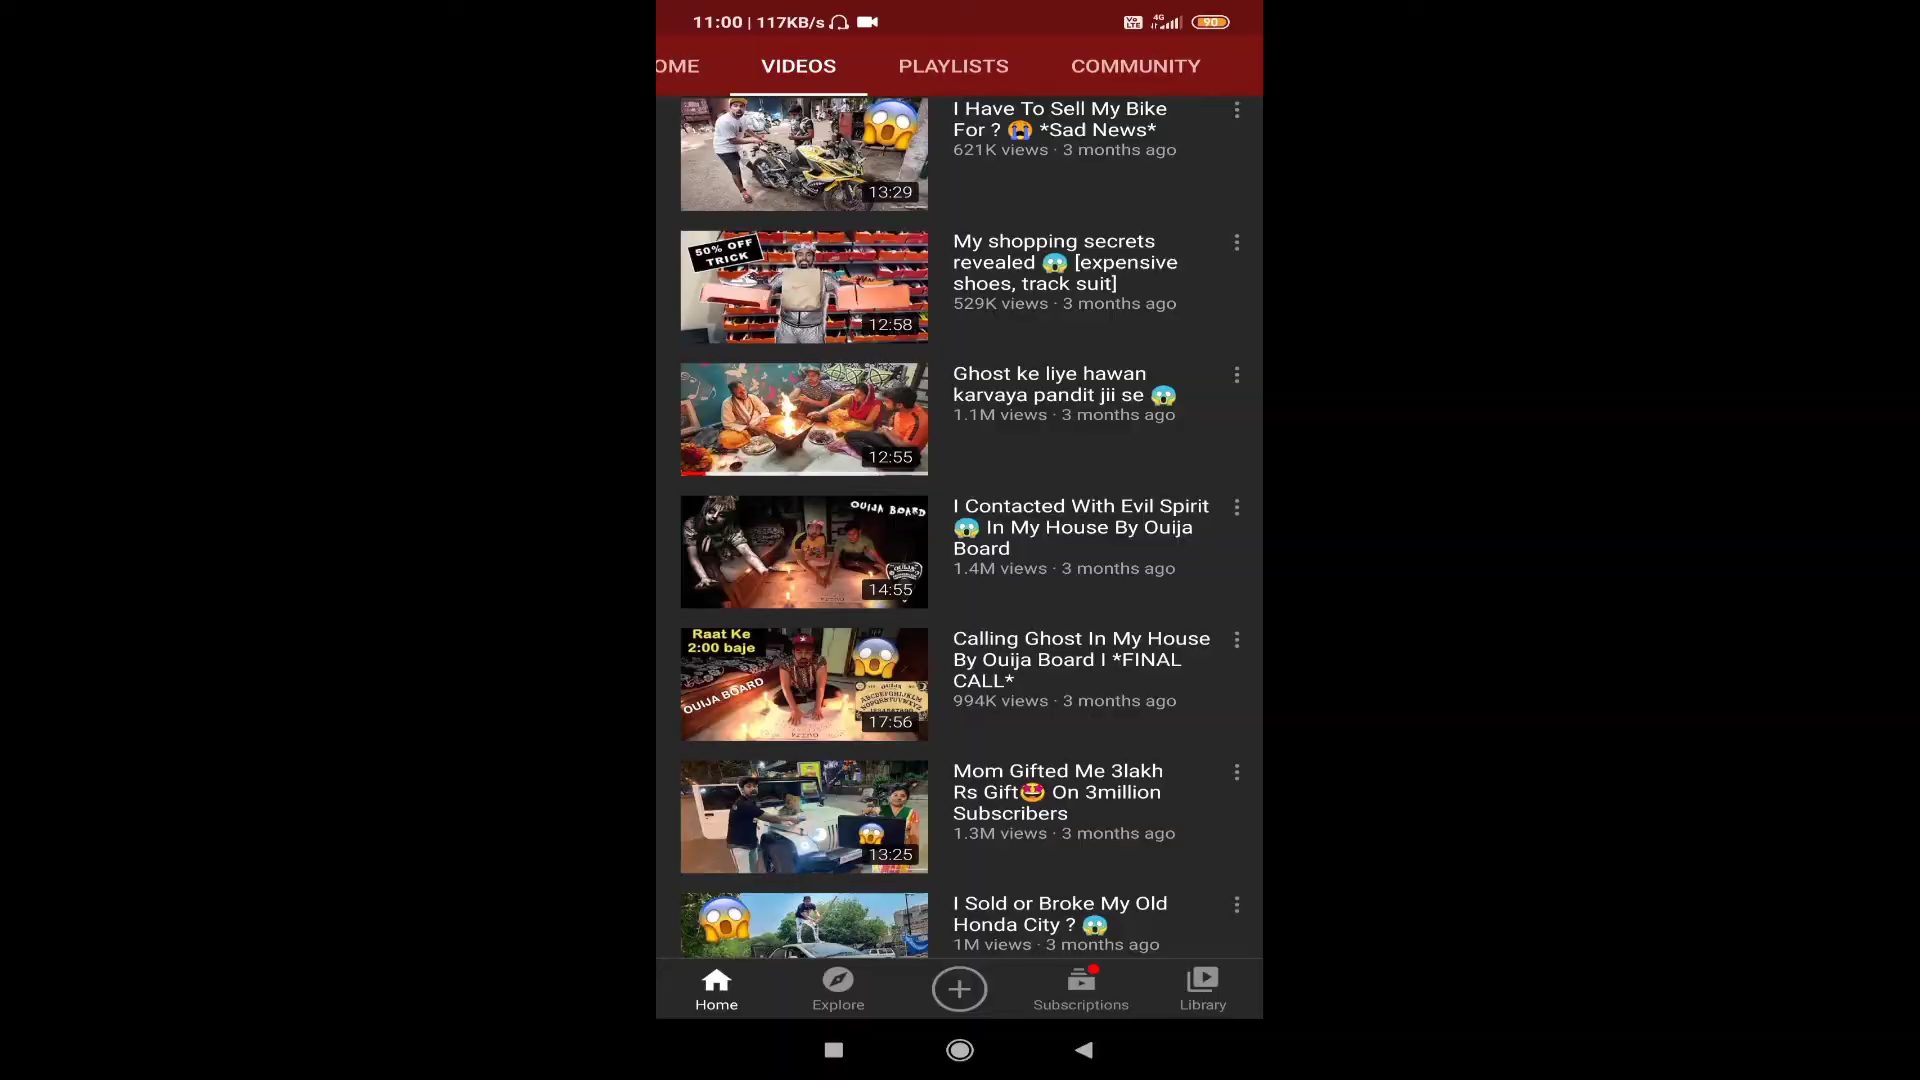 11:00 | 117KB/s
Vo LTE 4G 90
OME VIDEOS PLAYLISTS COMMUNITY
I Have To Sell My Bike
For ? 😭 *Sad News*
621K views · 3 months ago
13:29
50% OFF
TRICK
12:58
My shopping secrets
revealed 😱 [expensive
shoes, track suit]
529K views · 3 months ago
12:55
Ghost ke liye hawan
karvaya pandit jii se 😱
1.1M views · 3 months ago
OUIJA BOARD
OUIJA
14:55
I Contacted With Evil Spirit
😱 In My House By Ouija
Board
1.4M views · 3 months ago
Raat Ke
2:00 baje
OUIJA BOARD
OUIJA
17:56
Calling Ghost In My House
By Ouija Board I *FINAL
CALL*
994K views · 3 months ago
13:25
Mom Gifted Me 3lakh
Rs Gift🤩 On 3million
Subscribers
1.3M views · 3 months ago
I Sold or Broke My Old
Honda City ? 😱
1M views · 3 months ago
Home Explore Subscriptions Library